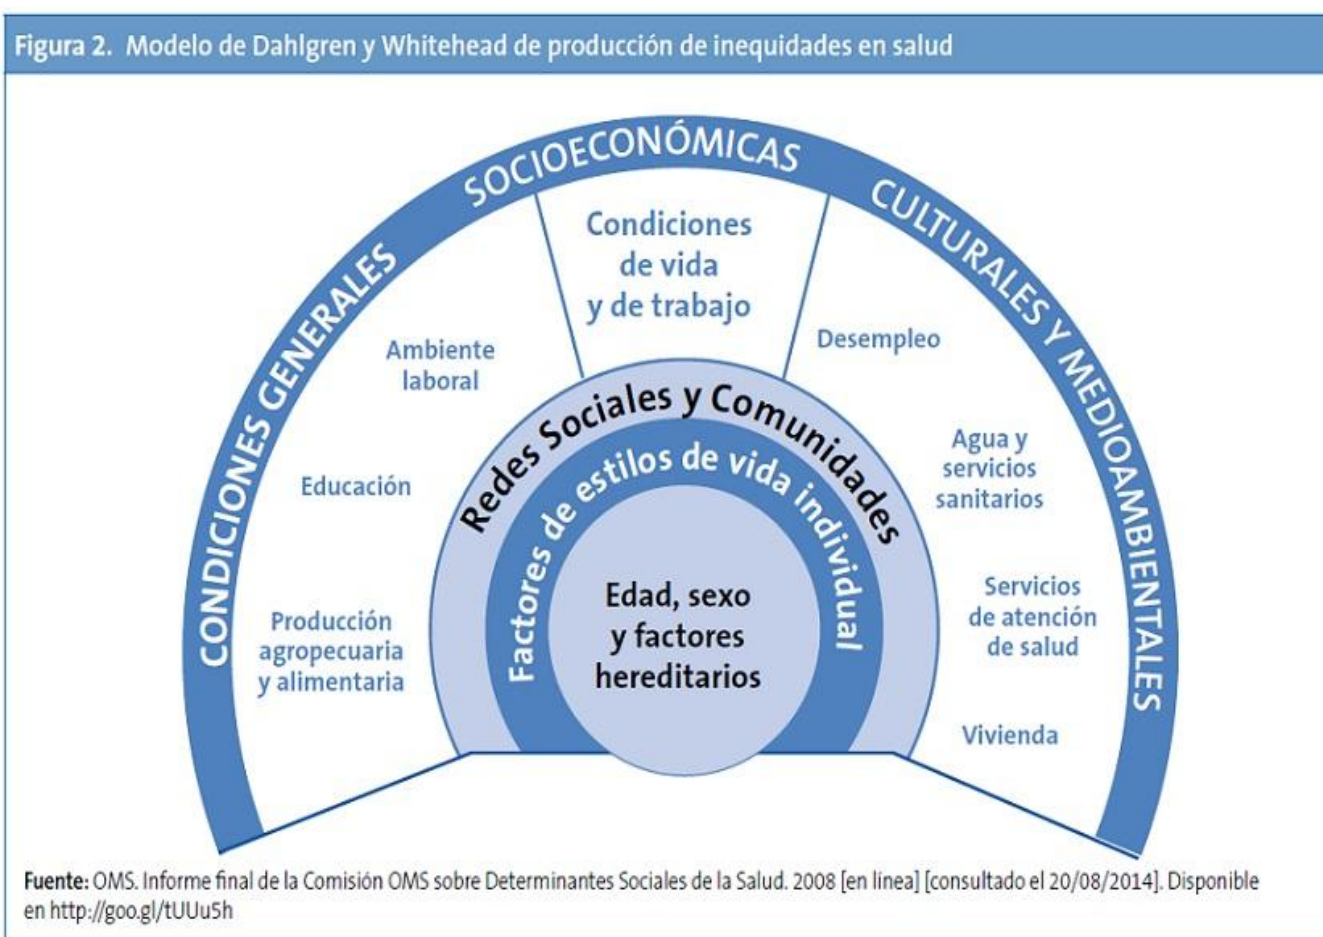 Figura 2. Modelo de Dahlgren y Whitehead de producción de inequidades en salud
CONDICIONES GENERALES SOCIOECONÓMICAS CULTURALES Y MEDIOAMBIENTALES
Condiciones
de vida
y de trabajo
Ambiente
laboral
Educación
Producción
agropecuaria
y alimentaria
Desempleo
Agua y
servicios
sanitarios
Servicios
de atención
de salud
Vivienda
Redes Sociales y Comunidades
Factores de estilos de vida individual
Edad, sexo
y factores
hereditarios
Fuente: OMS. Informe final de la Comisión OMS sobre Determinantes Sociales de la Salud. 2008 [en línea] [consultado el 20/08/2014]. Disponible
en http://goo.gl/tUUu5h